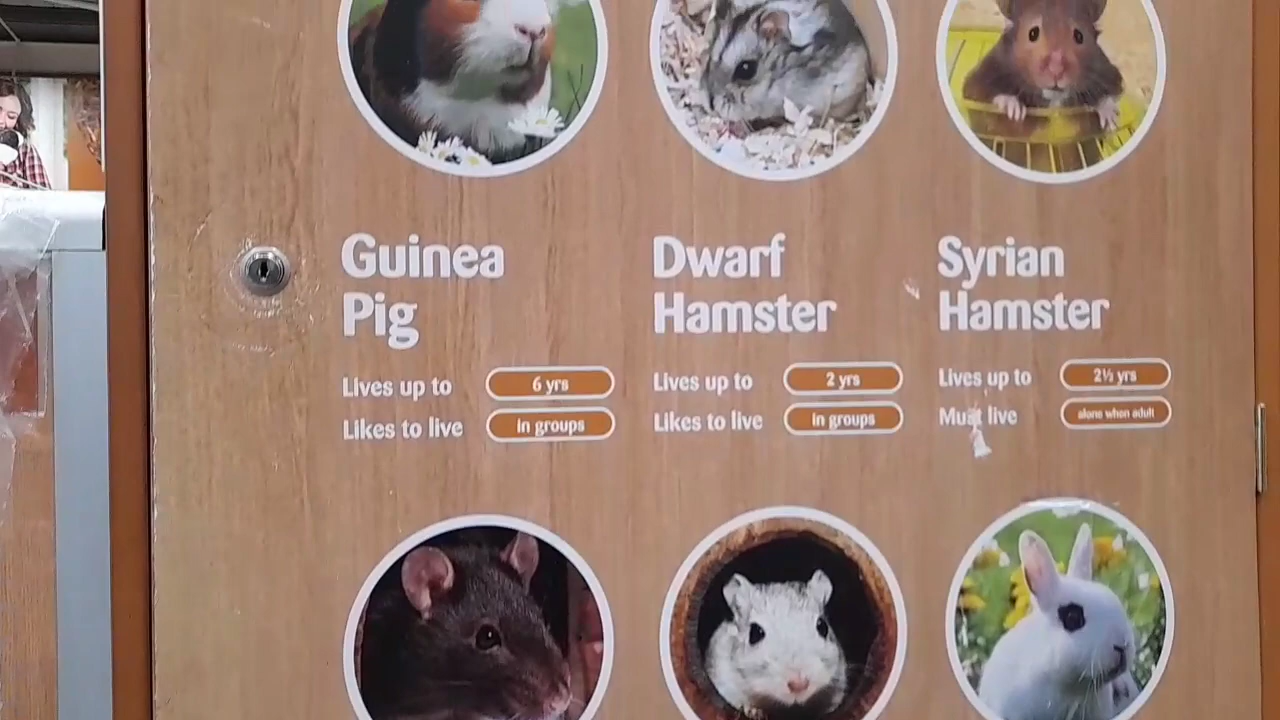 Guinea
Pig
Lives up to 6 yrs
Likes to live in groups
Dwarf
Hamster
Lives up to 2 yrs
Likes to live in groups
Syrian
Hamster
Lives up to 2½ yrs
Must live alone when adult